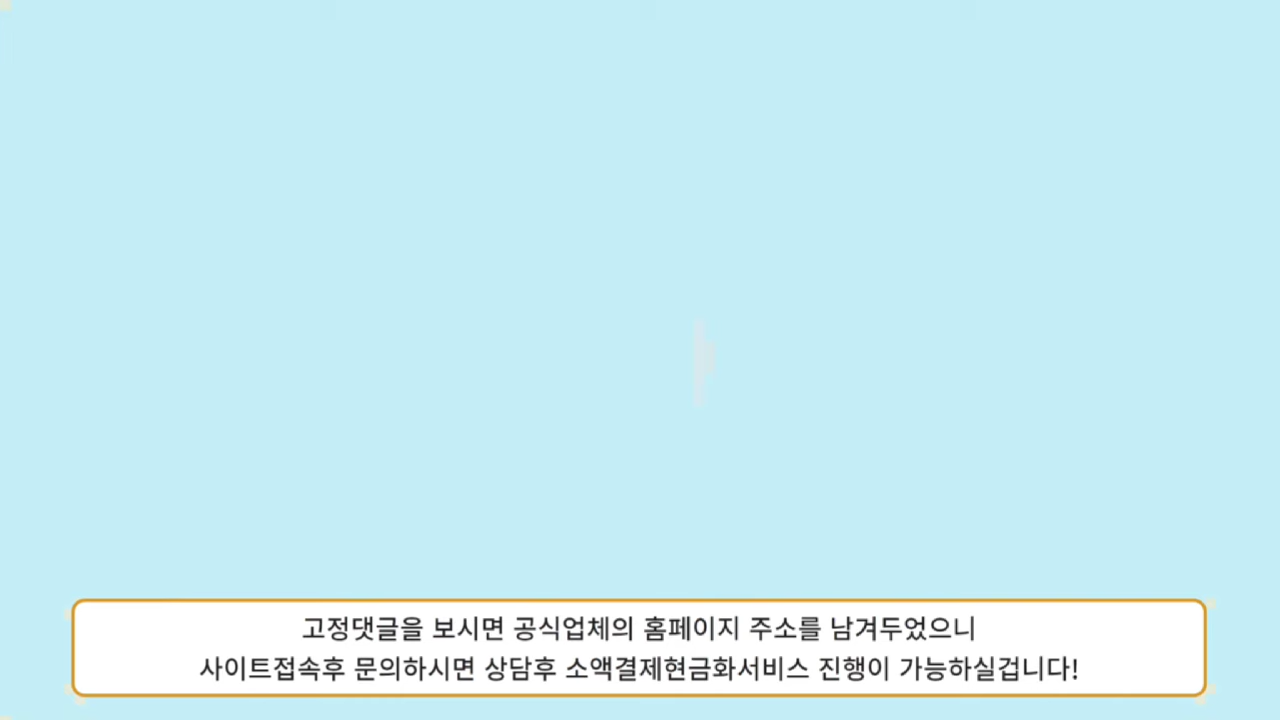 고정댓글을 보시면 공식업체의 홈페이지 주소를 남겨두었으니
사이트접속후 문의하시면 상담후 소액결제현금화서비스 진행이 가능하실겁니다!